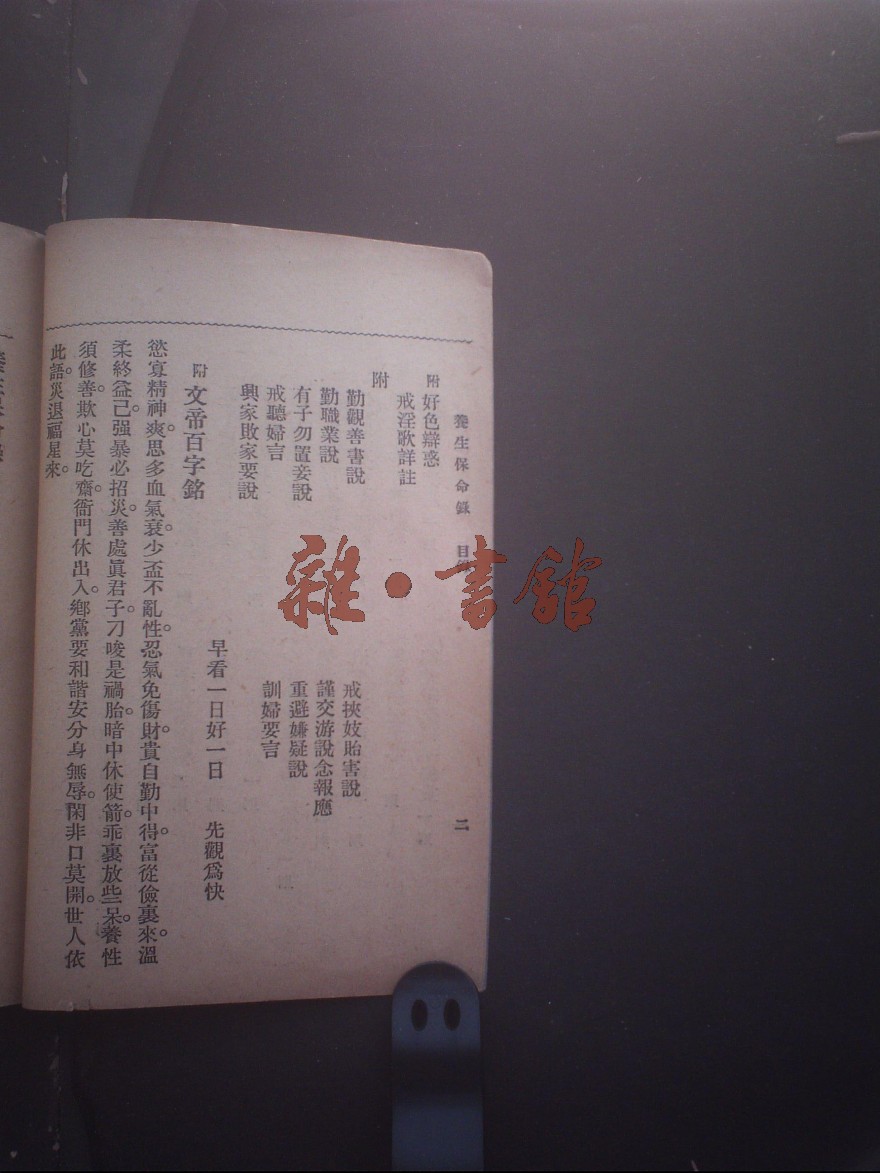 養生保命錄 目 二
附好色辯惑
戒淫歌詳註
附
勤觀善書說 戒挾妓貽害說
勤職業說 謹交游說念報應
有子勿置妾說 重避嫌疑說
戒聽婦言 訓婦要言
興家敗家要說
早看一日好一日 先觀爲快
附 文帝百字銘
慾寡精神爽。思多血氣衰。少盃不亂性。忍氣免傷財。貴自勤中得。富從儉裏來。溫
柔終益己。强暴必招災。善處眞君子。刁唆是禍胎。暗中休使箭。乖裏放些呆。養性
須修善。欺心莫吃齋。衙門休出入。鄉黨要和諧。安分身無辱。閑非口莫開。世人依
此語。災退福星來。
雜·書館